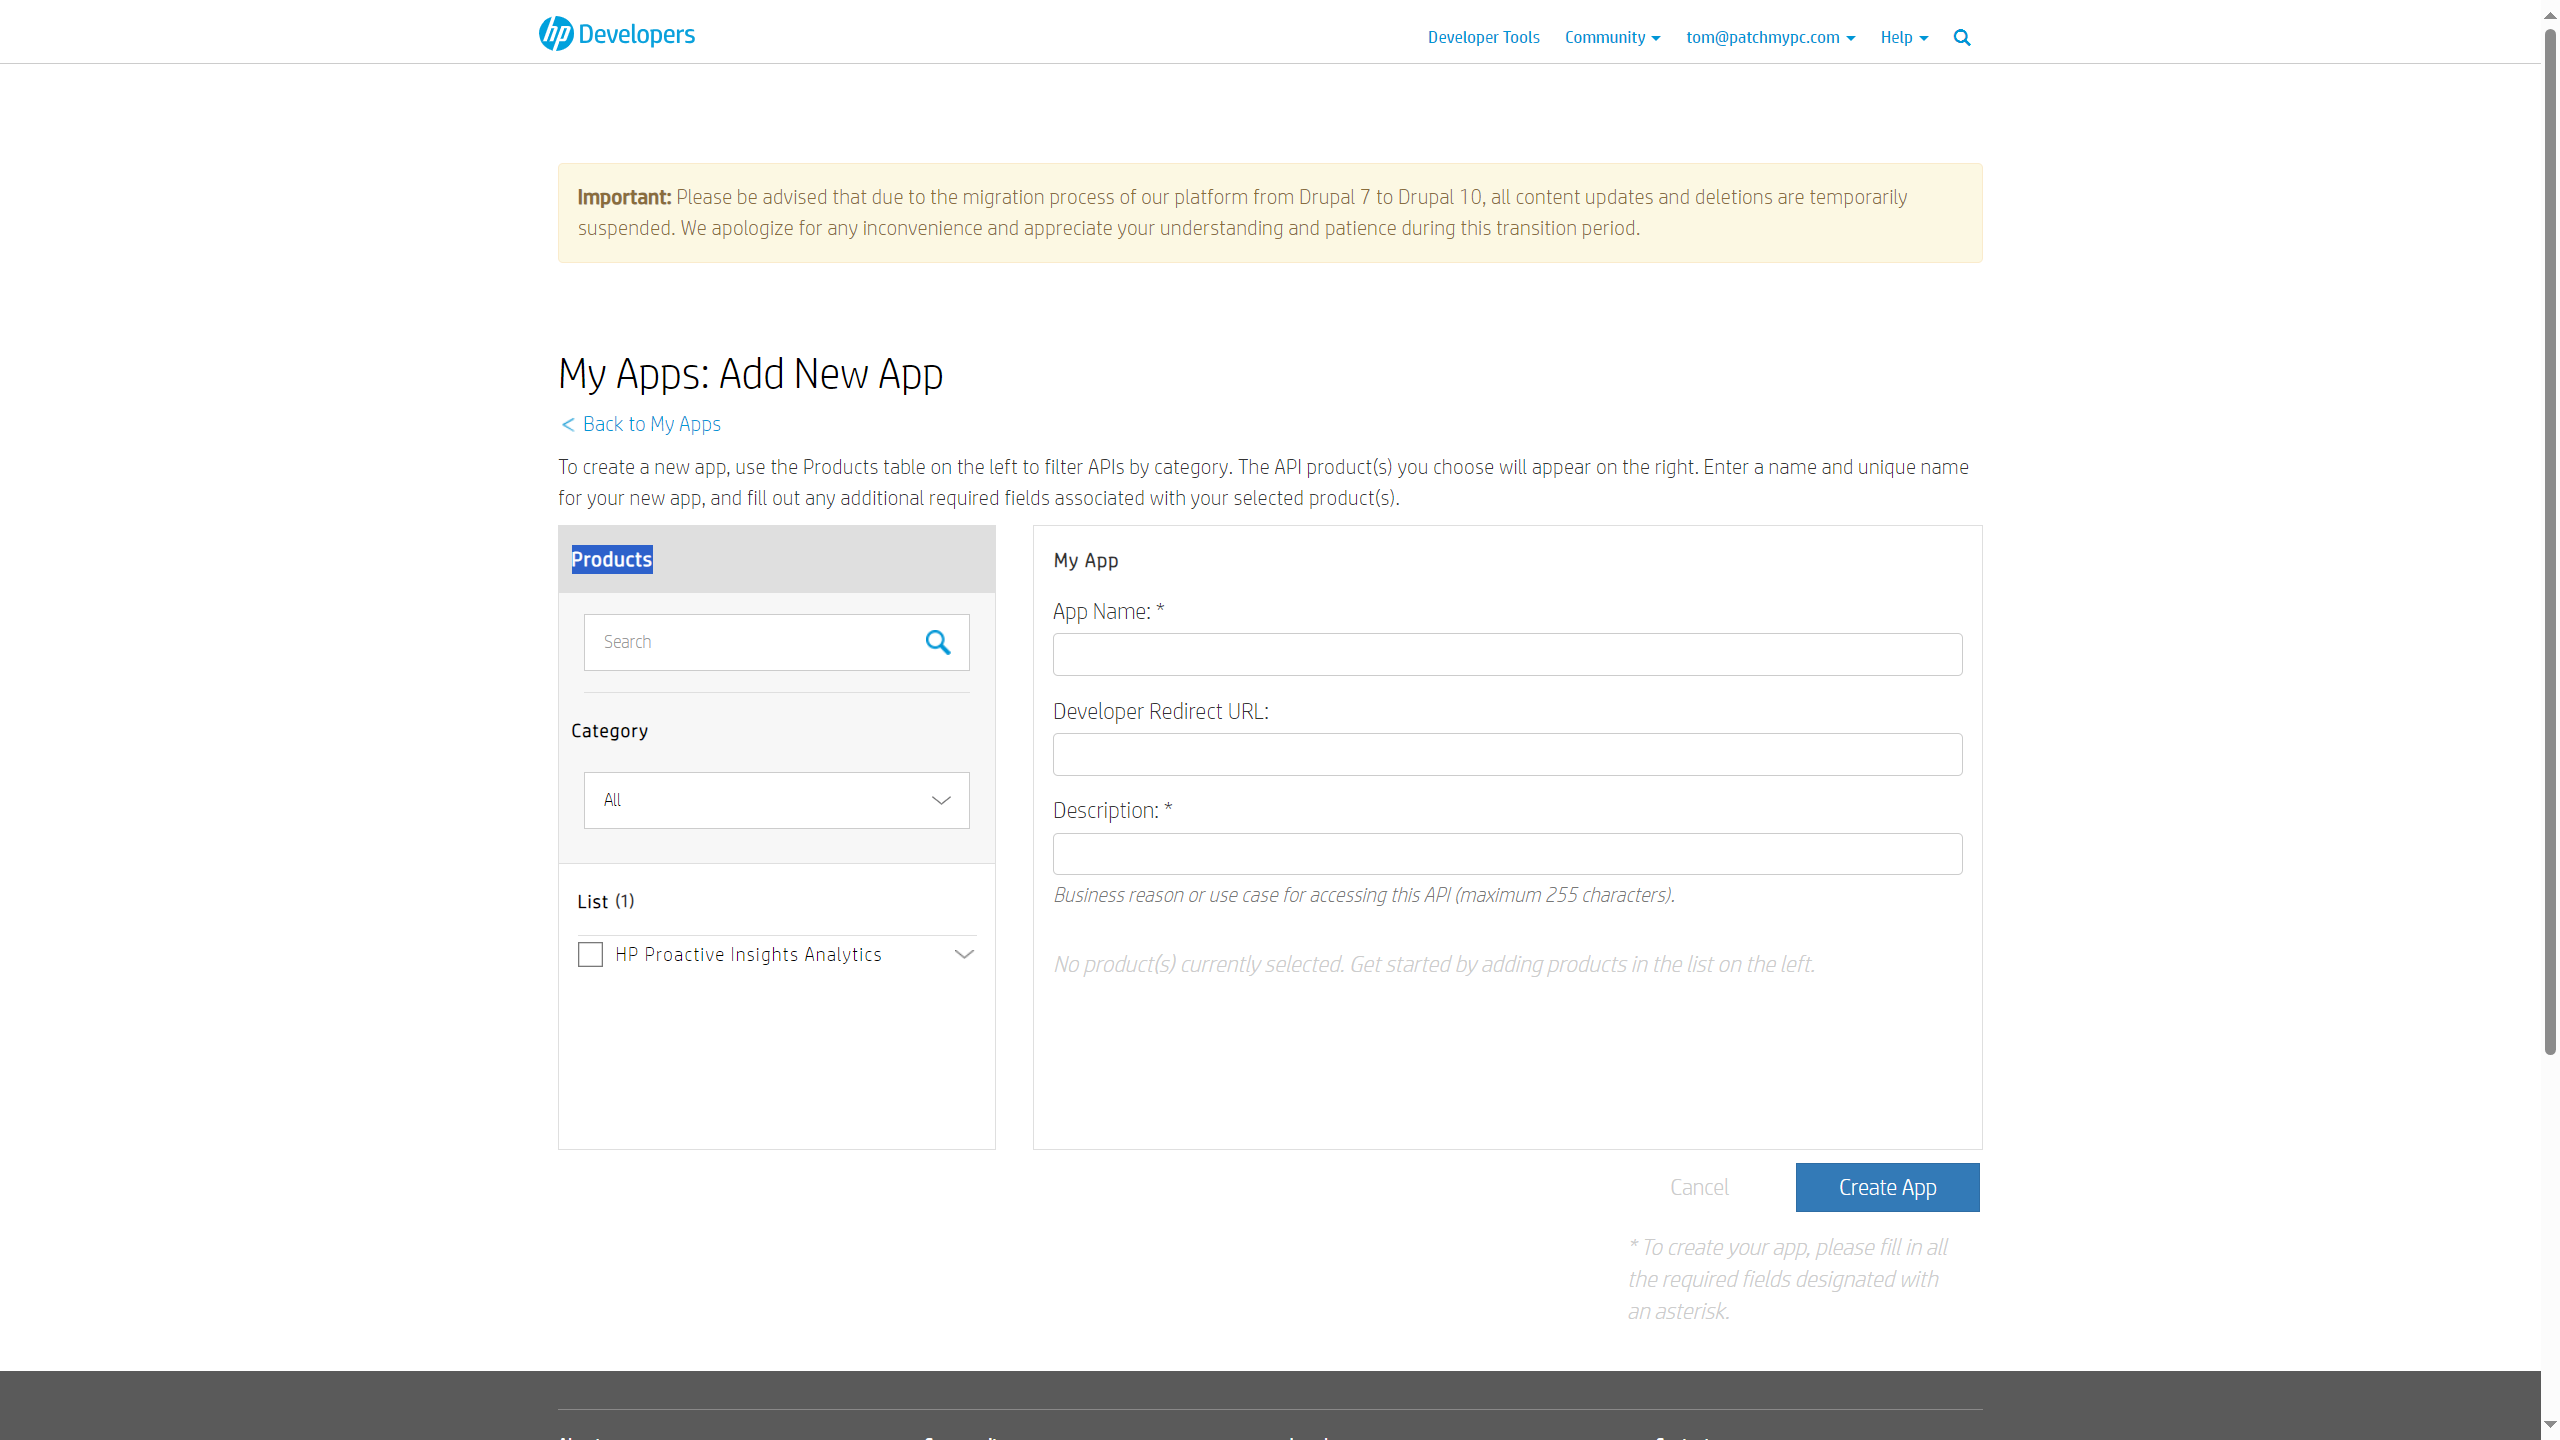 hp Developers
Developer Tools Community tom@patchmypc.com Help
Important: Please be advised that due to the migration process of our platform from Drupal 7 to Drupal 10, all content updates and deletions are temporarily
suspended. We apologize for any inconvenience and appreciate your understanding and patience during this transition period.
My Apps: Add New App
< Back to My Apps
To create a new app, use the Products table on the left to filter APIs by category. The API product(s) you choose will appear on the right. Enter a name and unique name
for your new app, and fill out any additional required fields associated with your selected product(s).
Products
Search
Category
All
List (1)
HP Proactive Insights Analytics
My App
App Name: *
Developer Redirect URL:
Description: *
Business reason or use case for accessing this API (maximum 255 characters).
No product(s) currently selected. Get started by adding products in the list on the left.
Cancel
Create App
* To create your app, please fill in all
the required fields designated with
an asterisk.